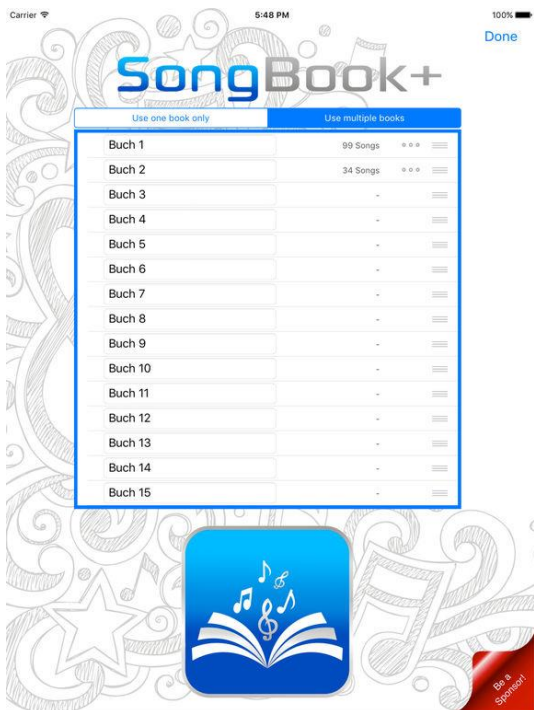 Carrier 5:48 PM 100%
Done
SongBook+
Use one book only Use multiple books
Buch 1 99 Songs
Buch 2 34 Songs
Buch 3 -
Buch 4 -
Buch 5 -
Buch 6 -
Buch 7 -
Buch 8 -
Buch 9 -
Buch 10 -
Buch 11 -
Buch 12 -
Buch 13 -
Buch 14 -
Buch 15 -
Be a
Sponsor!